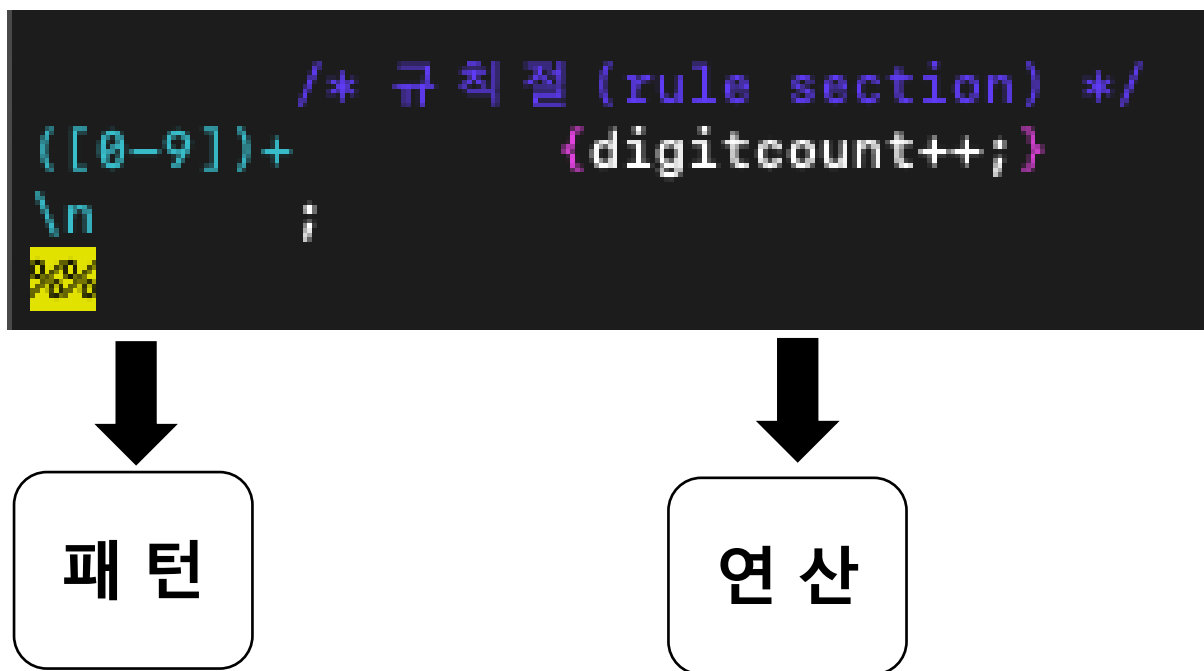 /* 규칙절(rule section) */
([0-9])+ {digitcount++;}
\n ;
%%
패 턴
연 산